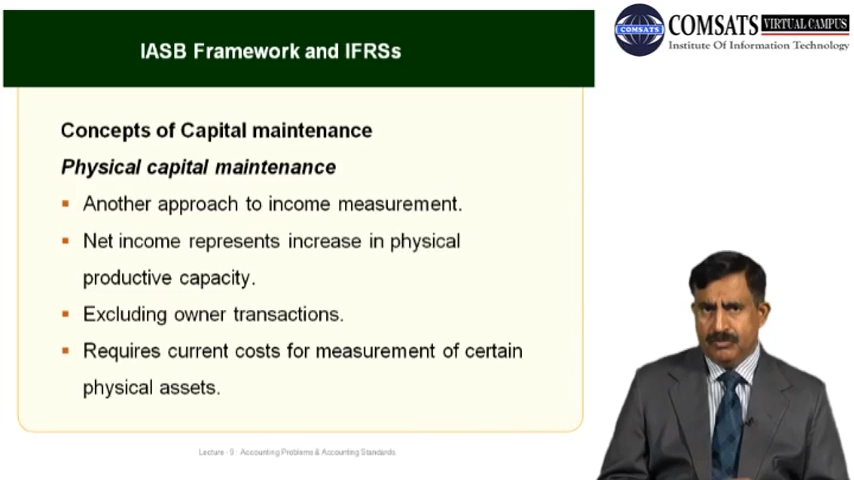 IASB Framework and IFRSs
COMSATS
COMSATS VIRTUAL CAMPUS
Institute Of Information Technology
Concepts of Capital maintenance
Physical capital maintenance
Another approach to income measurement.
Net income represents increase in physical
productive capacity.
Excluding owner transactions.
Requires current costs for measurement of certain
physical assets.
Lecture - 9 : Accounting Problems & Accounting Standards.